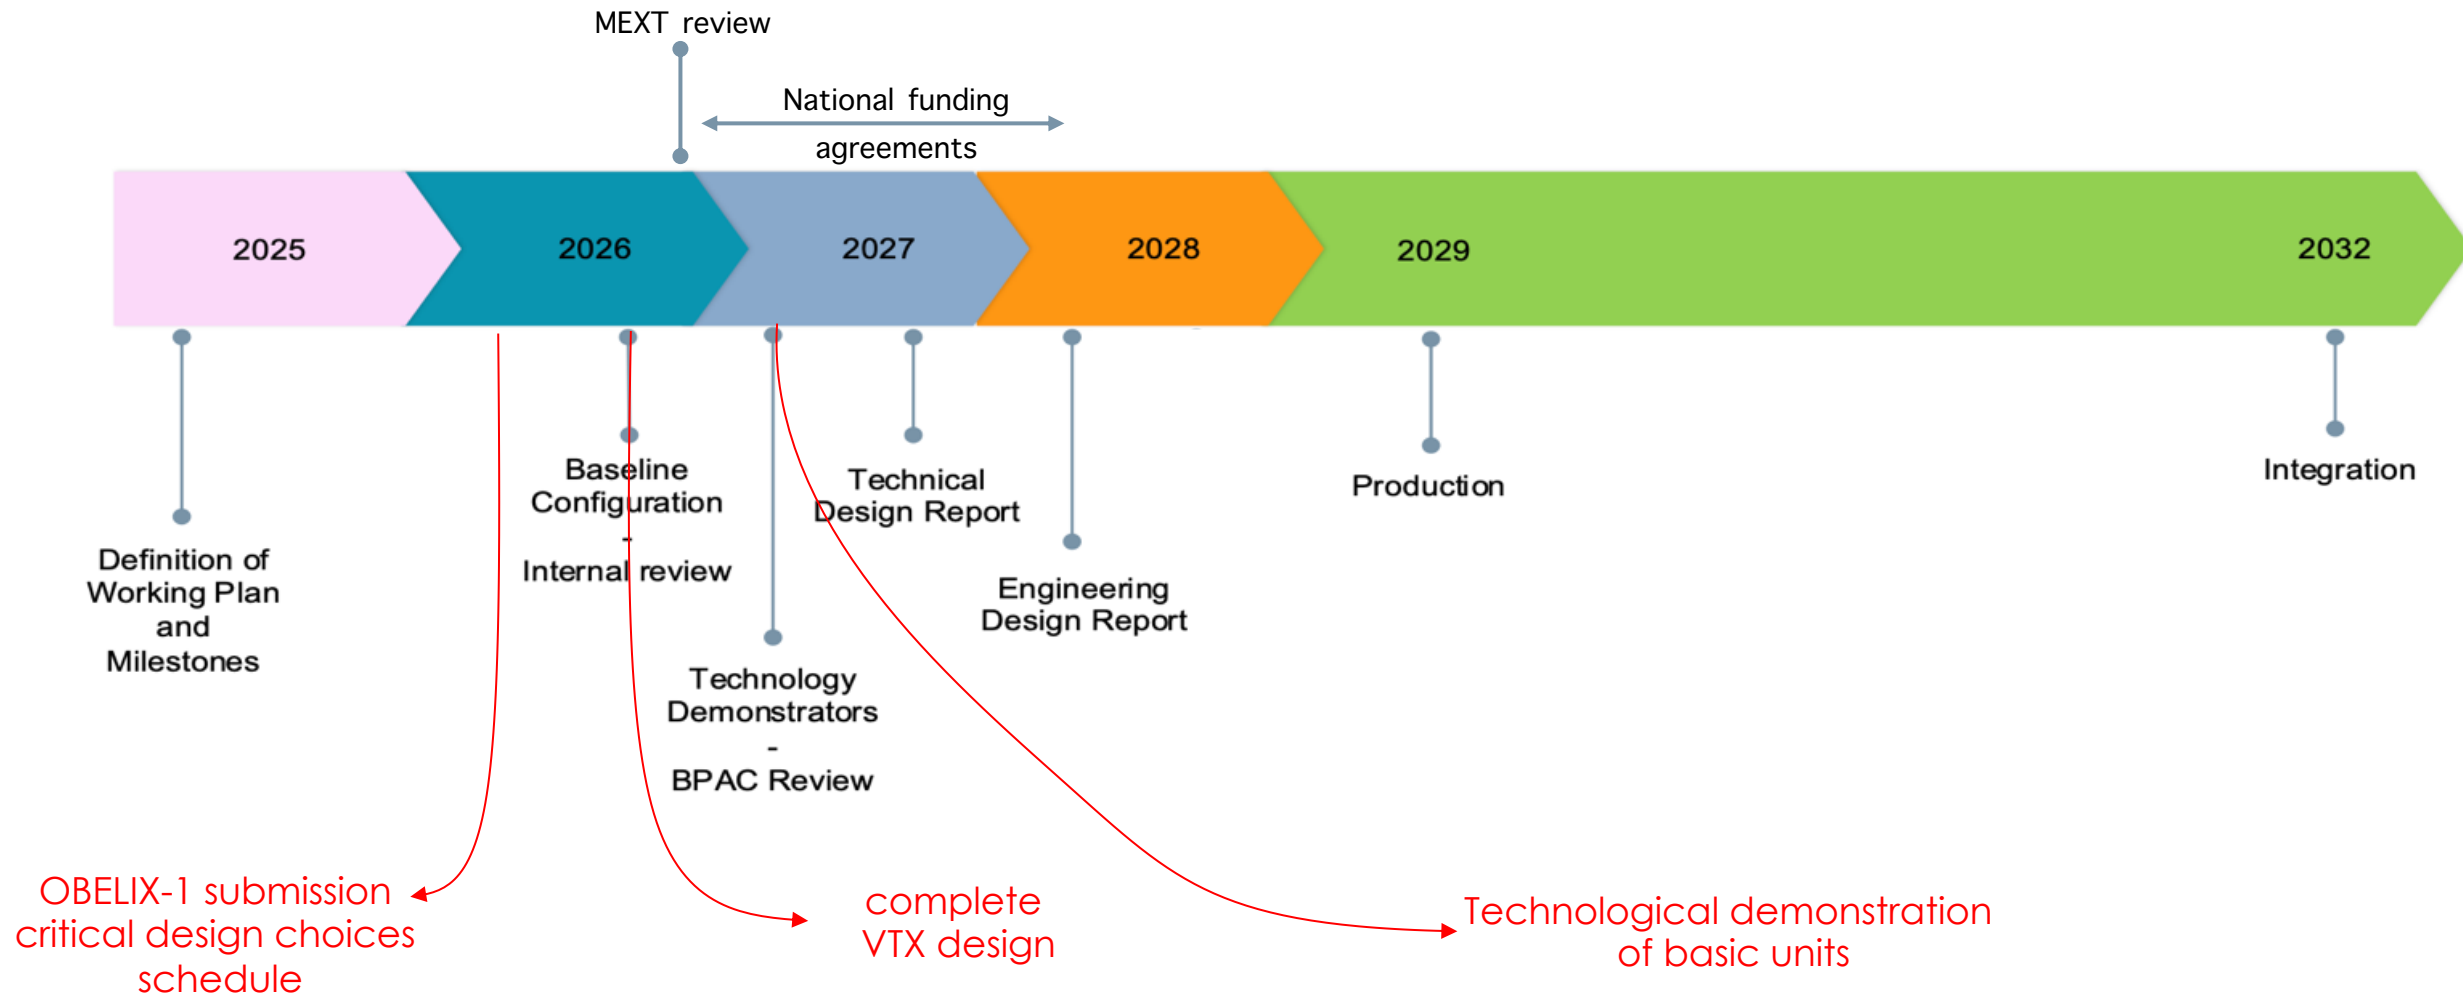 MEXT review
National funding
agreements
2025
2026
2027
2028
2029
2032
Definition of
Working Plan
and
Milestones
Baseline
Configuration
-
Internal review
Technology
Demonstrators
-
BPAC Review
Technical
Design Report
Engineering
Design Report
Production
Integration
OBELIX-1 submission
critical design choices
schedule
complete
VTX design
Technological demonstration
of basic units